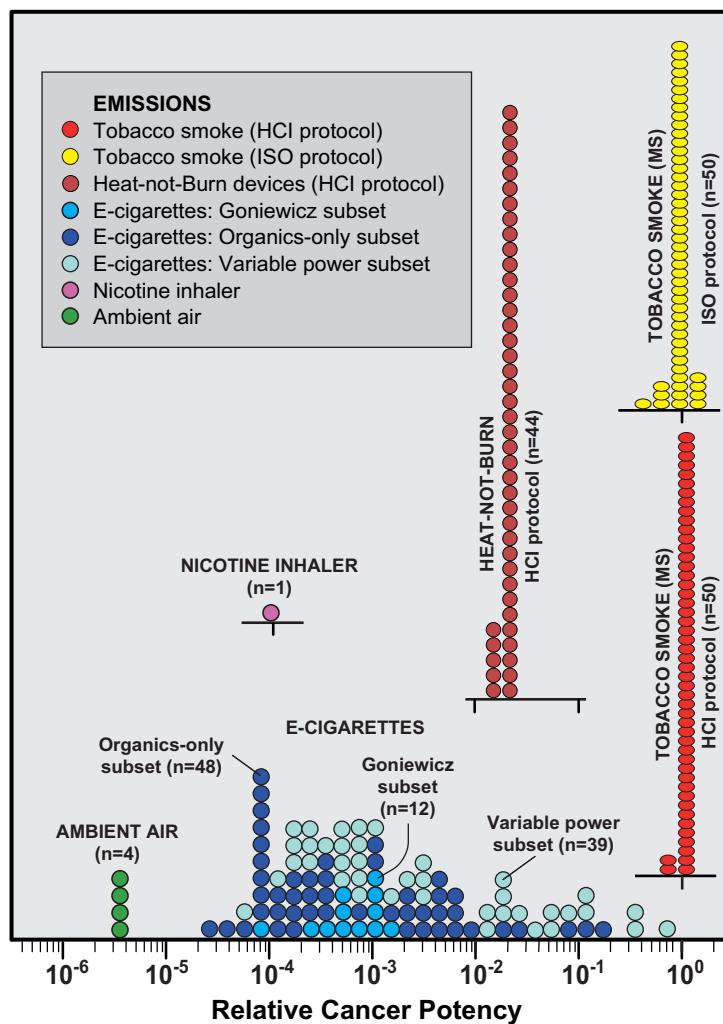 EMISSIONS
Tobacco smoke (HCI protocol)
Tobacco smoke (ISO protocol)
Heat-not-Burn devices (HCI protocol)
E-cigarettes: Goniewicz subset
E-cigarettes: Organics-only subset
E-cigarettes: Variable power subset
Nicotine inhaler
Ambient air
TOBACCO SMOKE (MS)
ISO protocol (n=50)
HEAT-NOT-BURN
HCI protocol (n=44)
TOBACCO SMOKE (MS)
HCI protocol (n=50)
NICOTINE INHALER
(n=1)
E-CIGARETTES
Organics-only
subset (n=48)
Goniewicz
subset
(n=12)
AMBIENT AIR
(n=4)
Variable power
subset (n=39)
10⁻⁶ 10⁻⁵ 10⁻⁴ 10⁻³ 10⁻² 10⁻¹ 10⁰
Relative Cancer Potency